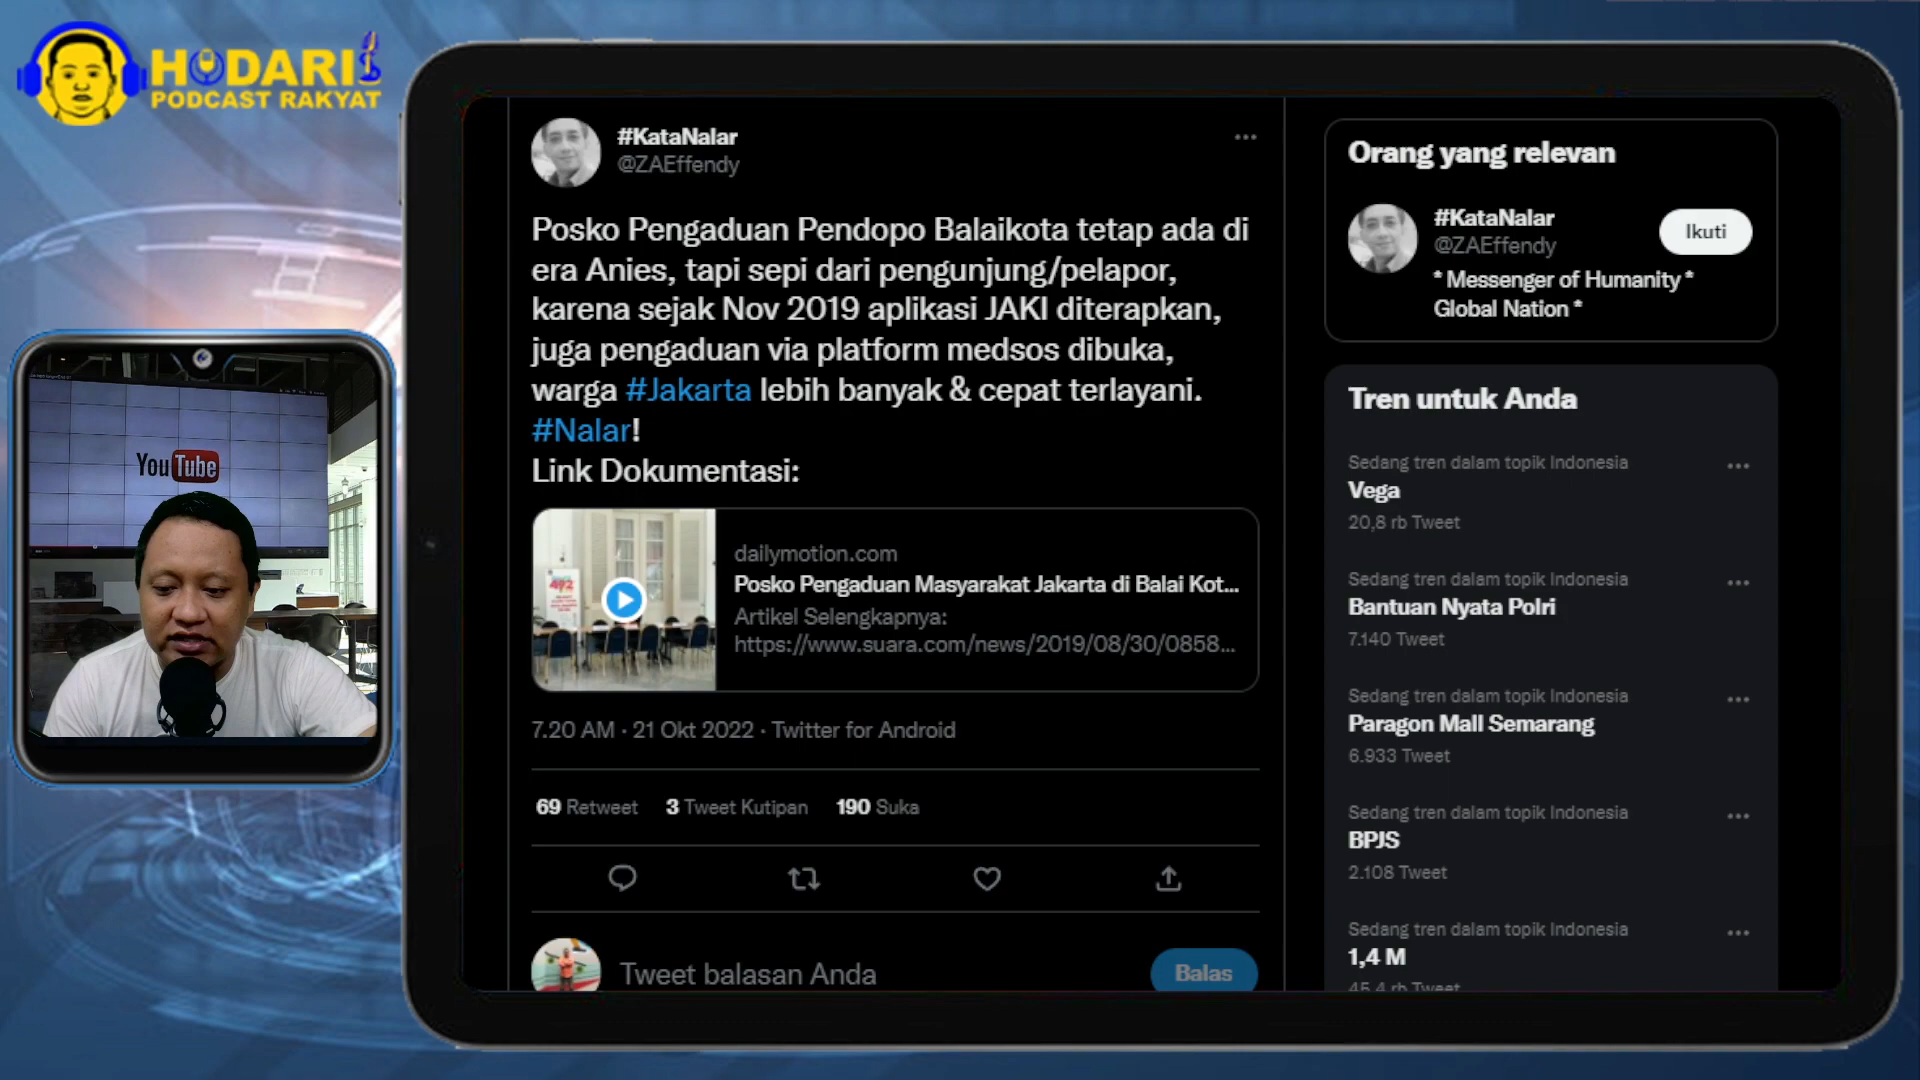 HODARI
PODCAST RAKYAT
YouTube
#KataNalar
@ZAEffendy
Posko Pengaduan Pendopo Balaikota tetap ada di
era Anies, tapi sepi dari pengunjung/pelapor,
karena sejak Nov 2019 aplikasi JAKI diterapkan,
juga pengaduan via platform medsos dibuka,
warga #Jakarta lebih banyak & cepat terlayani.
#Nalar!
Link Dokumentasi:
492
dailymotion.com
Posko Pengaduan Masyarakat Jakarta di Balai Kot...
Artikel Selengkapnya:
https://www.suara.com/news/2019/08/30/0858...
7.20 AM · 21 Okt 2022 · Twitter for Android
69 Retweet 3 Tweet Kutipan 190 Suka
Tweet balasan Anda
Balas
Orang yang relevan
#KataNalar
@ZAEffendy
Ikuti
* Messenger of Humanity *
Global Nation *
Tren untuk Anda
Sedang tren dalam topik Indonesia
Vega
20,8 rb Tweet
Sedang tren dalam topik Indonesia
Bantuan Nyata Polri
7.140 Tweet
Sedang tren dalam topik Indonesia
Paragon Mall Semarang
6.933 Tweet
Sedang tren dalam topik Indonesia
BPJS
2.108 Tweet
Sedang tren dalam topik Indonesia
1,4 M
45,4 rb Tweet